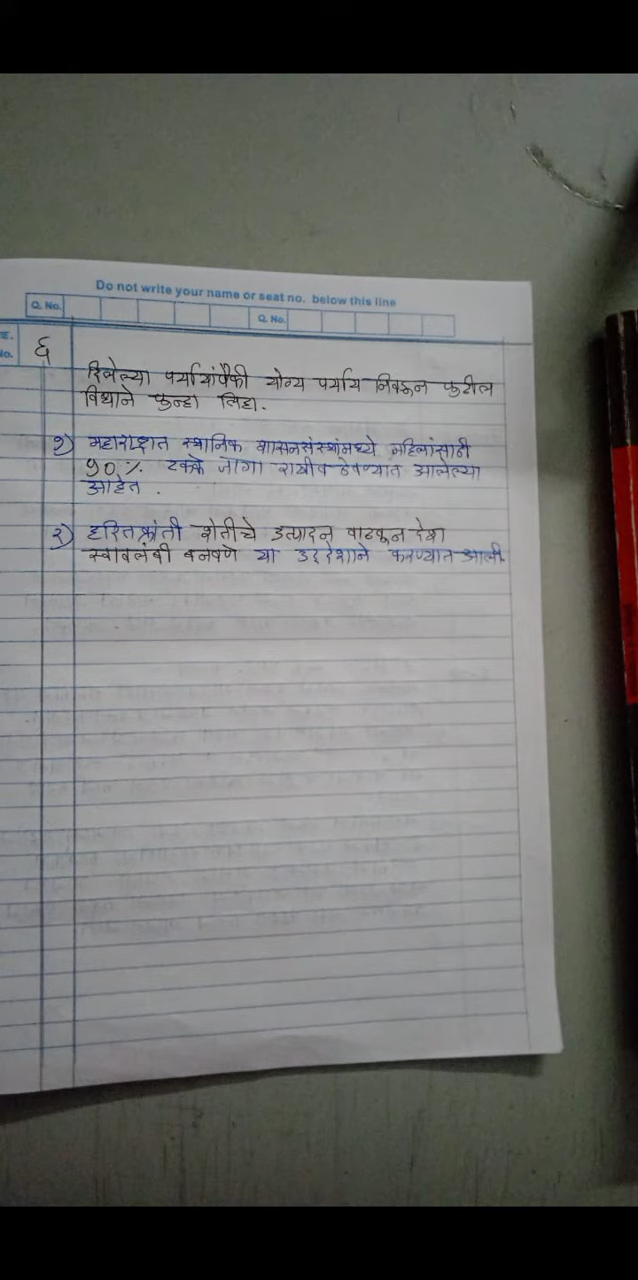 Do not write your name or seat no. below this line
Q. No. Q. No.
No. ६
दिलेल्या पर्यायांपैकी योग्य पर्याय निवडून पुढील
विधाने पुन्हा लिहा.
१) महाराष्ट्रात स्थानिक शासनसंस्थांमध्ये महिलांसाठी
५०% टक्के जागा राखीव ठेवण्यात आलेल्या
आहेत.
२) हरितक्रांती शेतीचे उत्पादन वाढवून देश
स्वावलंबी बनवणे या उद्देशाने करण्यात आली.